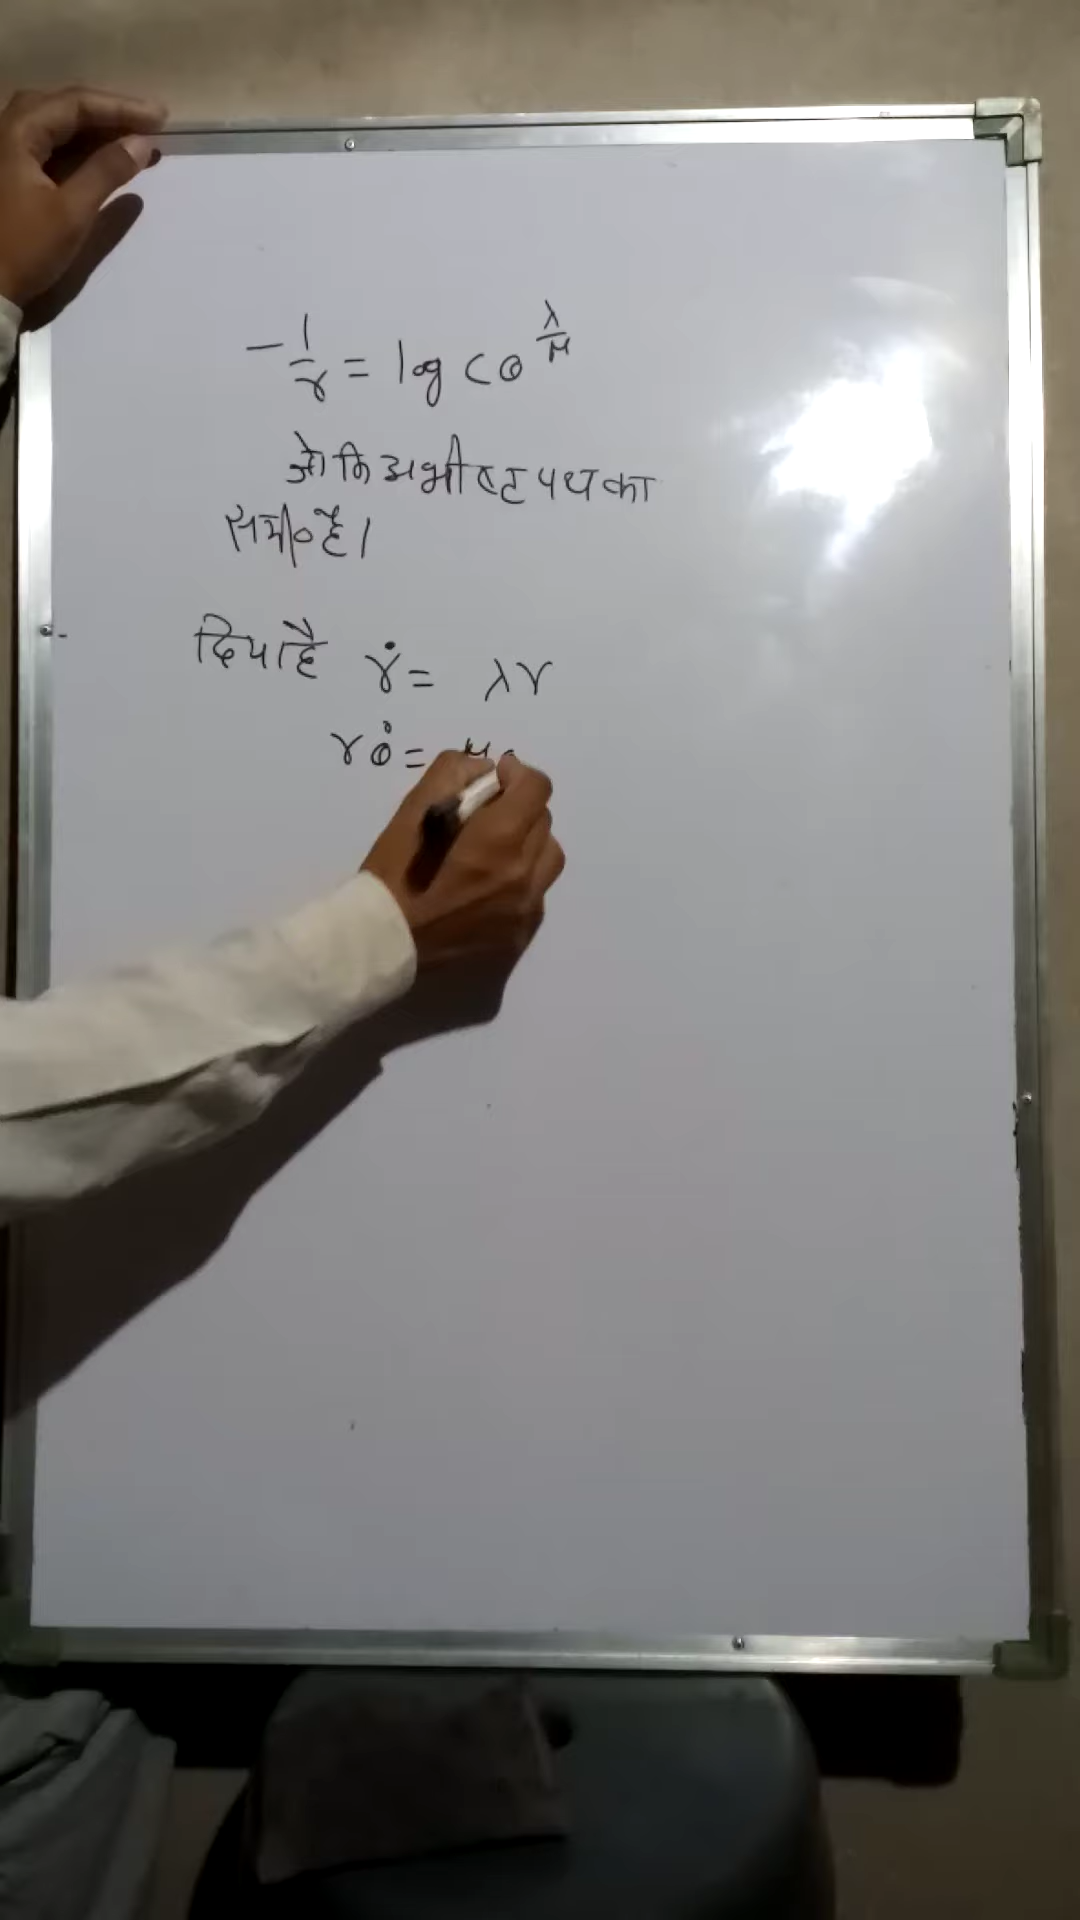 -1/r = log cθ^(λ/μ)
जो कि अभीष्ट पथ का
समी० है।
दिया है ṙ = λr
rθ̇ = μ